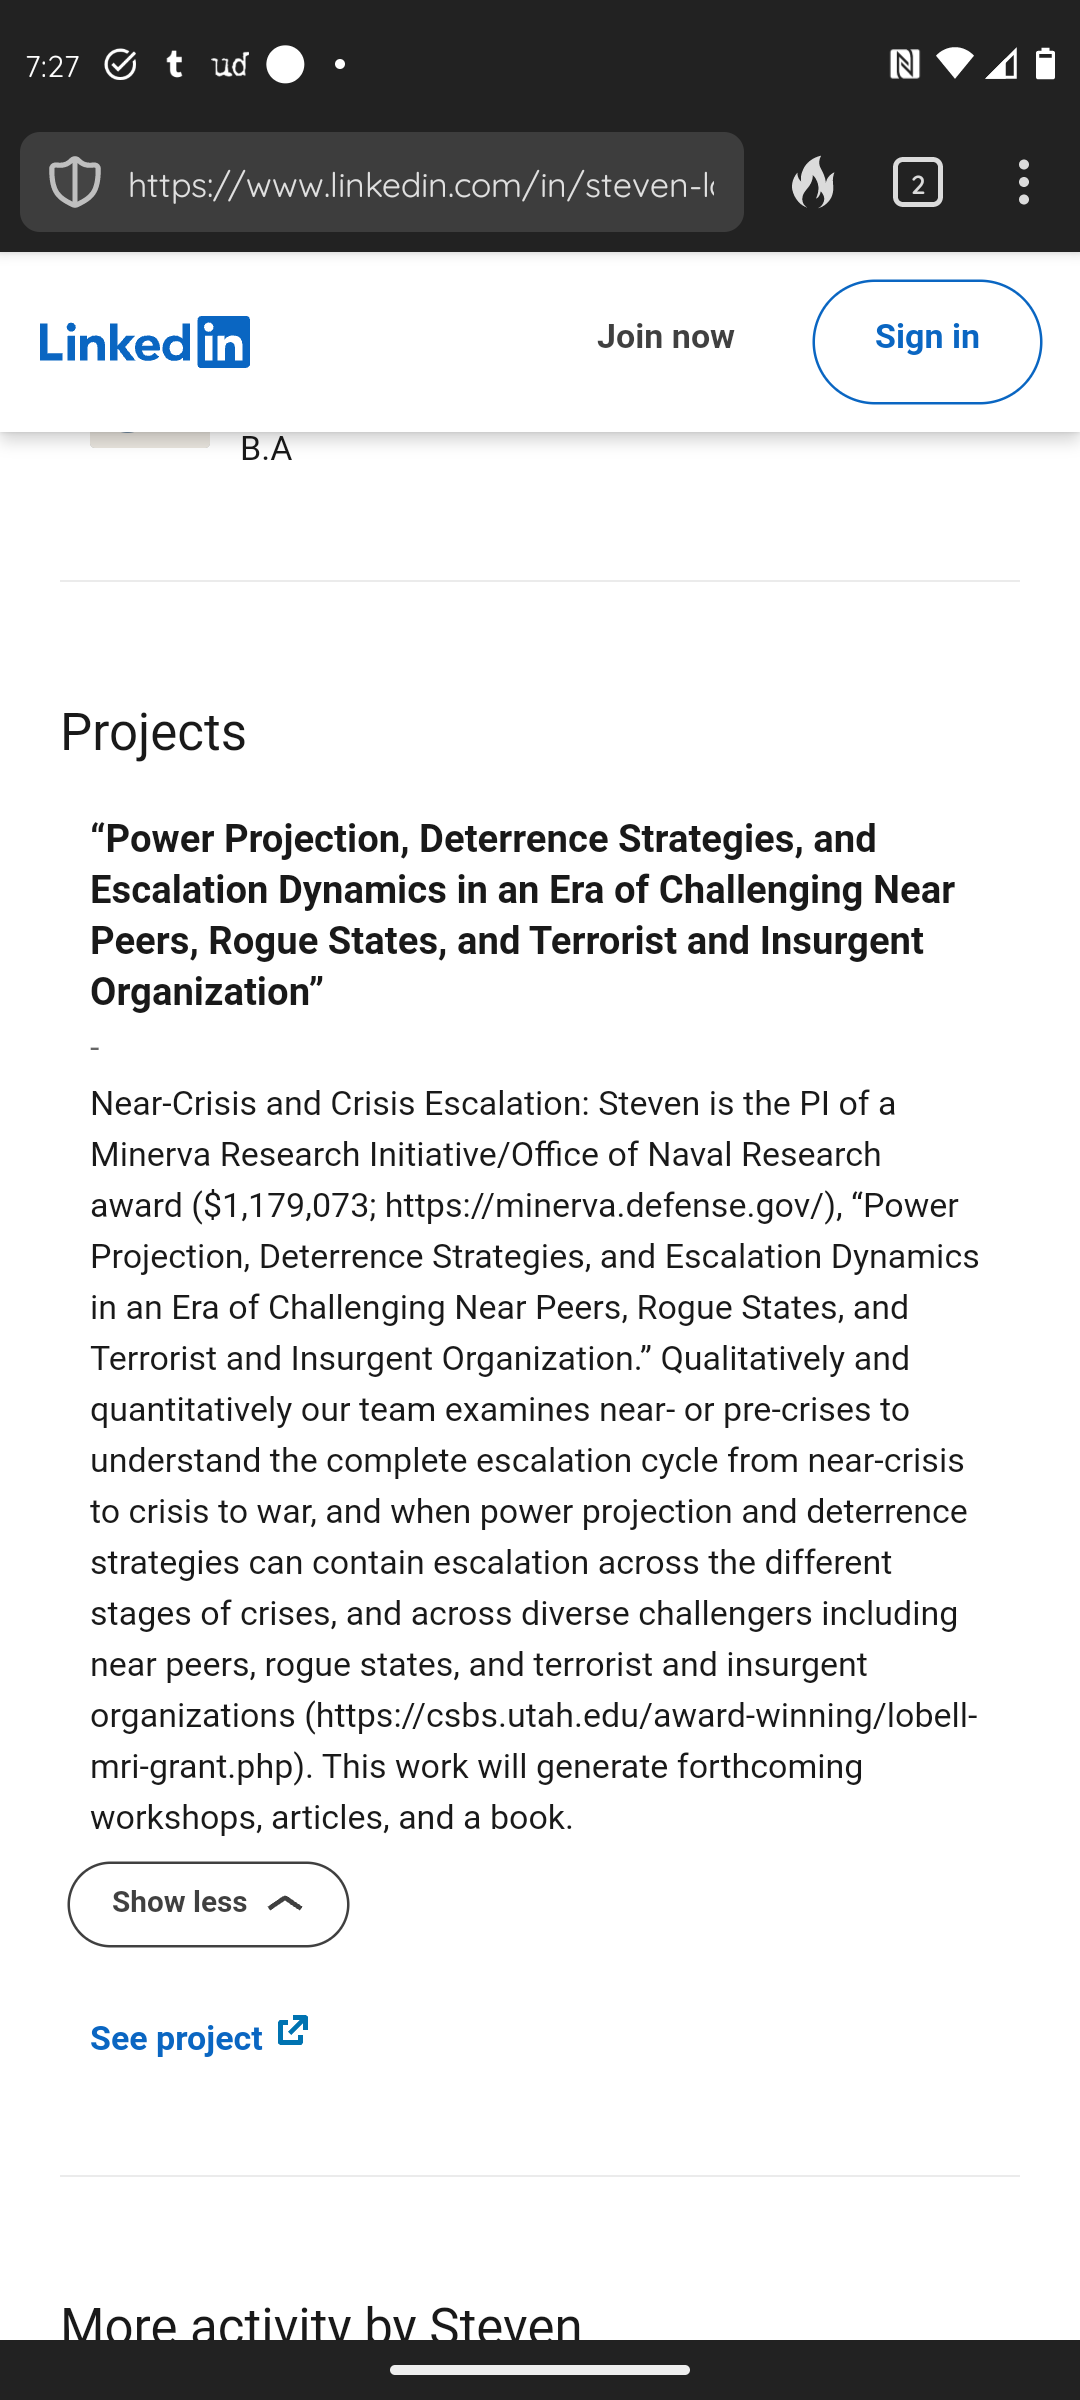 7:27 t ud
https://www.linkedin.com/in/steven-l
2
Linkedin
Join now
Sign in
B.A
Projects
“Power Projection, Deterrence Strategies, and
Escalation Dynamics in an Era of Challenging Near
Peers, Rogue States, and Terrorist and Insurgent
Organization”
-
Near-Crisis and Crisis Escalation: Steven is the PI of a
Minerva Research Initiative/Office of Naval Research
award ($1,179,073; https://minerva.defense.gov/), “Power
Projection, Deterrence Strategies, and Escalation Dynamics
in an Era of Challenging Near Peers, Rogue States, and
Terrorist and Insurgent Organization.” Qualitatively and
quantitatively our team examines near- or pre-crises to
understand the complete escalation cycle from near-crisis
to crisis to war, and when power projection and deterrence
strategies can contain escalation across the different
stages of crises, and across diverse challengers including
near peers, rogue states, and terrorist and insurgent
organizations (https://csbs.utah.edu/award-winning/lobell-
mri-grant.php). This work will generate forthcoming
workshops, articles, and a book.
Show less
See project
More activity by Steven